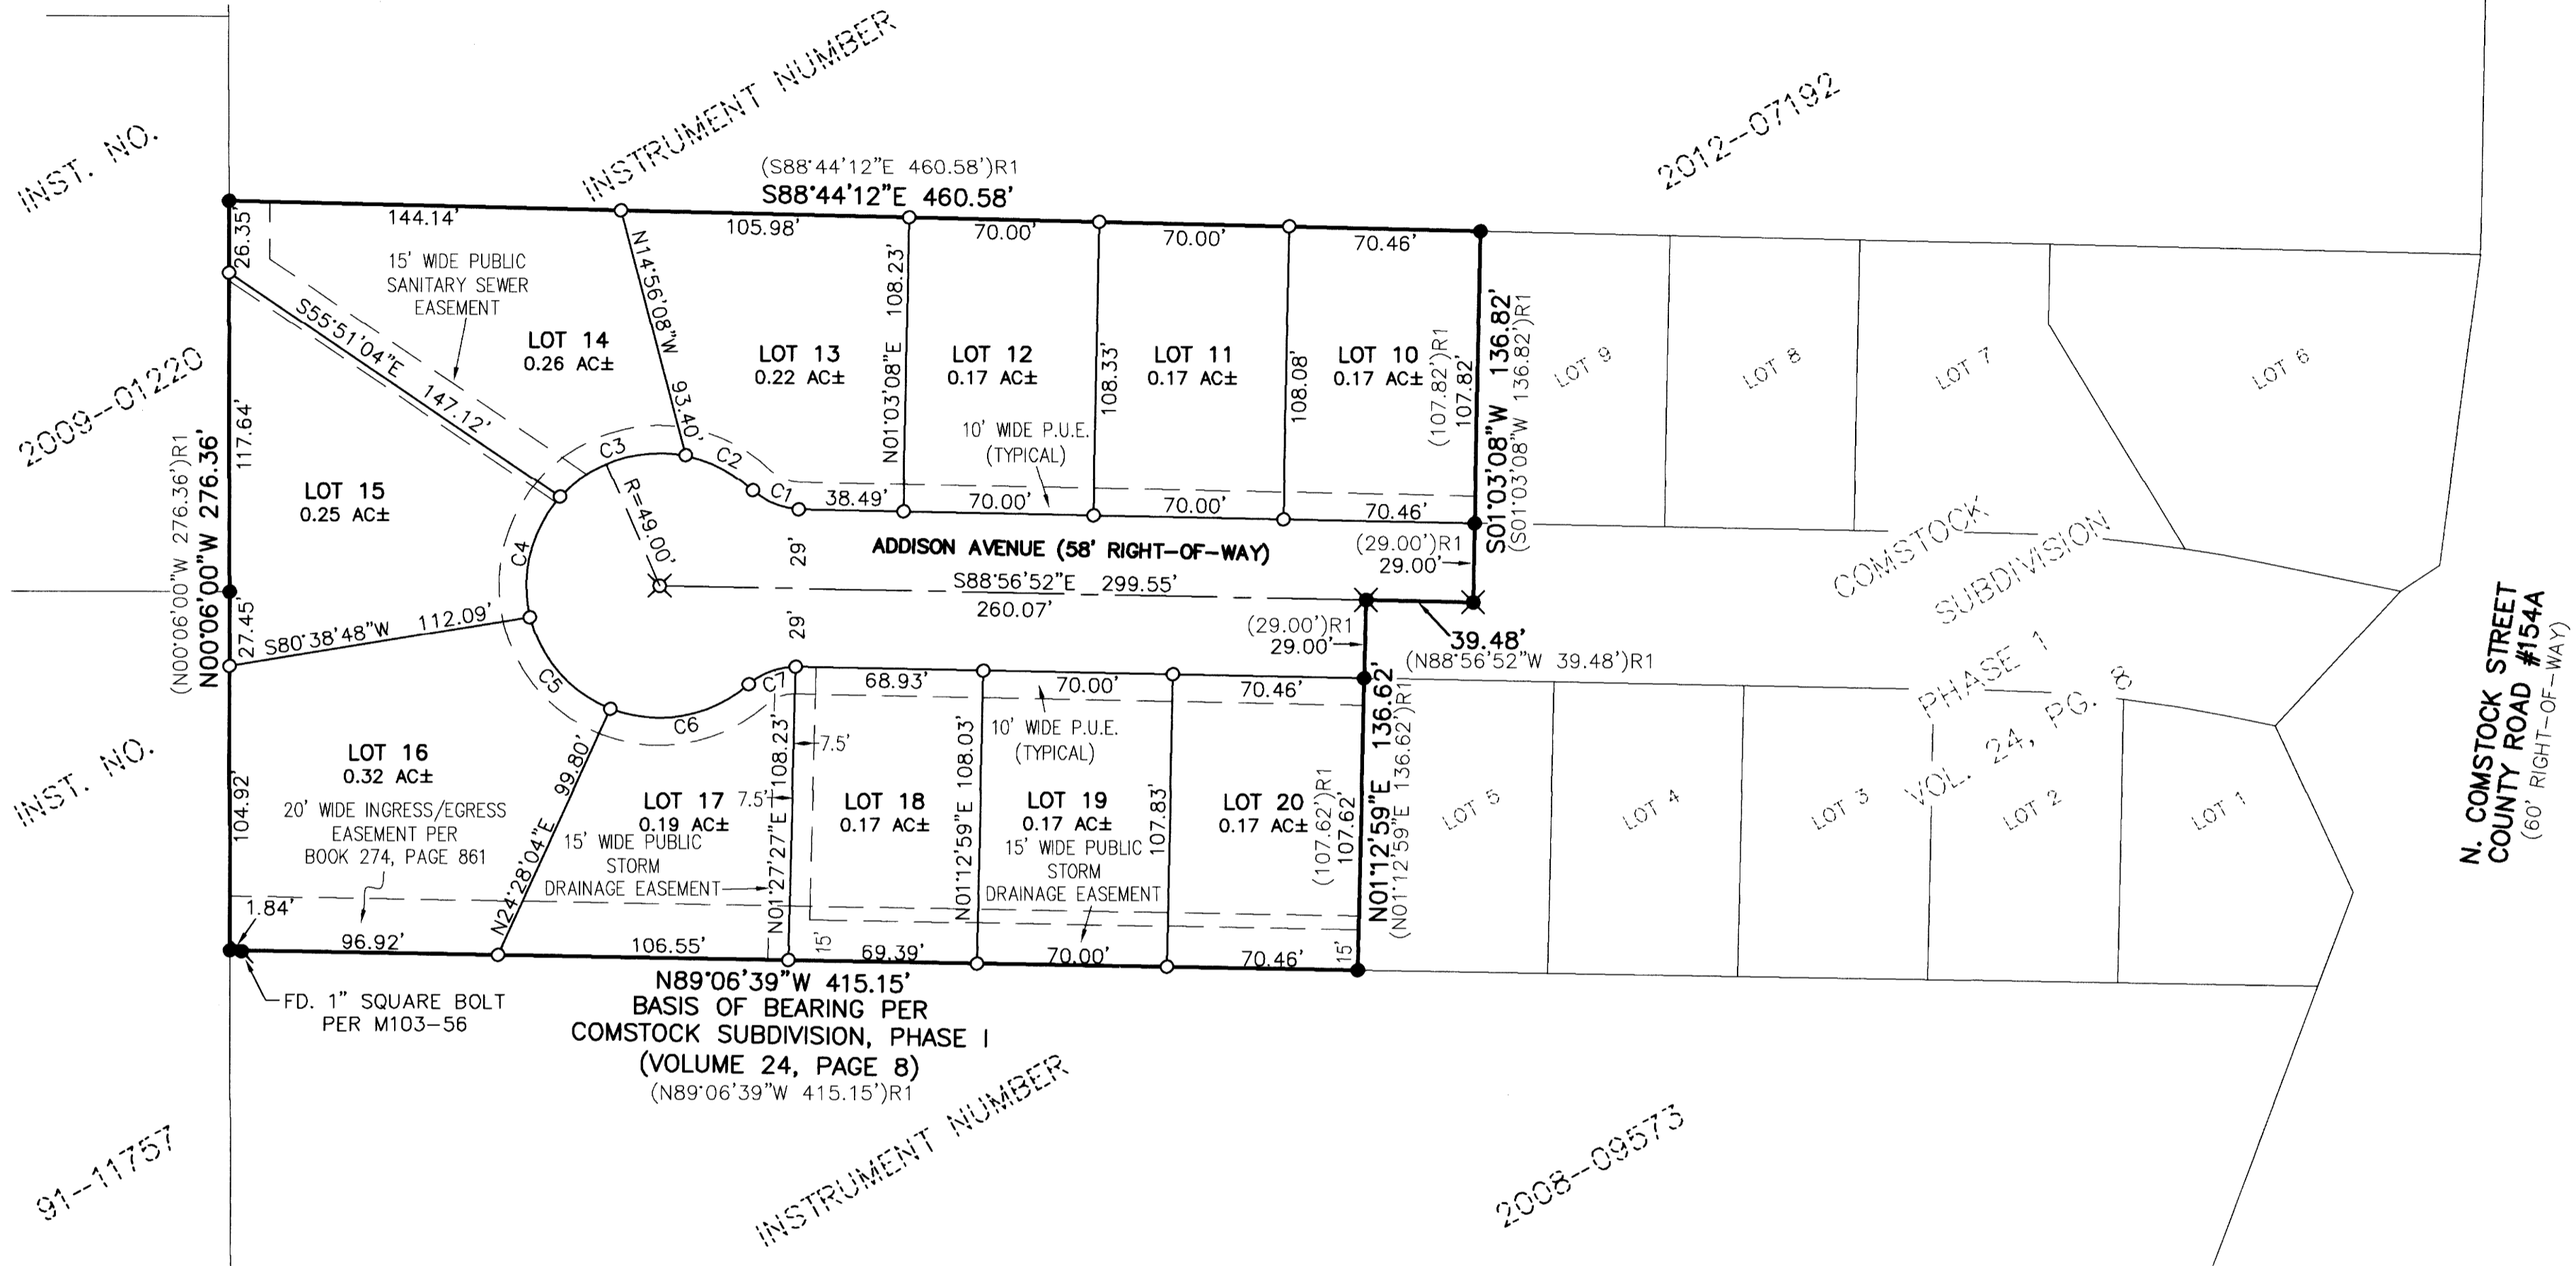 INSTRUMENT NUMBER
2012-07192
INST. NO.
2009-01220
(S88°44'12"E 460.58')R1
S88°44'12"E 460.58'
144.14'
105.98'
70.00'
70.00'
70.46'
26.35'
15' WIDE PUBLIC
SANITARY SEWER
EASEMENT
S55°51'04"E 147.12'
N14°56'08"W 93.40'
N01°03'08"E 108.23'
108.33'
108.08'
(107.82')R1
107.82'
S01°03'08"W 136.82'
(S01°03'08"W 136.82')R1
LOT 14
0.26 AC±
LOT 13
0.22 AC±
LOT 12
0.17 AC±
LOT 11
0.17 AC±
LOT 10
0.17 AC±
LOT 9
LOT 8
LOT 7
LOT 6
10' WIDE P.U.E.
(TYPICAL)
117.64'
(N00°06'00"W 276.36')R1
N00°06'00"W 276.36'
LOT 15
0.25 AC±
C3
C2
C1
C4
R=49.00'
38.49'
70.00'
70.00'
70.46'
29'
ADDISON AVENUE (58' RIGHT-OF-WAY)
(29.00')R1
29.00'
S88°56'52"E 299.55'
260.07'
29'
(29.00')R1
29.00'
39.48'
(N88°56'52"W 39.48')R1
COMSTOCK
SUBDIVISION
PHASE 1
VOL. 24, PG. 8
N. COMSTOCK STREET
COUNTY ROAD #154A
(60' RIGHT-OF-WAY)
27.45'
S80°38'48"W 112.09'
C5
C6
C7
68.93'
70.00'
70.46'
INST. NO.
91-11757
104.92'
LOT 16
0.32 AC±
20' WIDE INGRESS/EGRESS
EASEMENT PER
BOOK 274, PAGE 861
N24°28'04"E 99.80'
LOT 17
0.19 AC±
15' WIDE PUBLIC
STORM
DRAINAGE EASEMENT
7.5'
7.5'
N01°27'27"E 108.23'
LOT 18
0.17 AC±
N01°12'59"E 108.03'
10' WIDE P.U.E.
(TYPICAL)
LOT 19
0.17 AC±
15' WIDE PUBLIC
STORM
DRAINAGE EASEMENT
107.83'
LOT 20
0.17 AC±
(107.62')R1
107.62'
N01°12'59"E 136.62'
(N01°12'59"E 136.62')R1
LOT 5
LOT 4
LOT 3
LOT 2
LOT 1
1.84'
96.92'
106.55'
15'
69.39'
70.00'
70.46'
15'
FD. 1" SQUARE BOLT
PER M103-56
N89°06'39"W 415.15'
BASIS OF BEARING PER
COMSTOCK SUBDIVISION, PHASE I
(VOLUME 24, PAGE 8)
(N89°06'39"W 415.15')R1
INSTRUMENT NUMBER
2008-09573